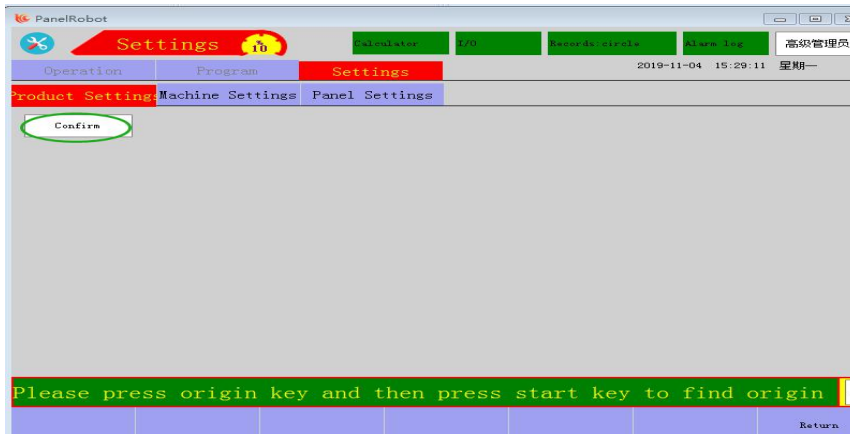 PanelRobot
Settings 10 Calculater I/O Records:circle Alarm log 高级管理员
Operation Program Settings 2019-11-04 15:29:11 星期一
Product Setting Machine Settings Panel Settings
Confirm
Please press origin key and then press start key to find origin
Return